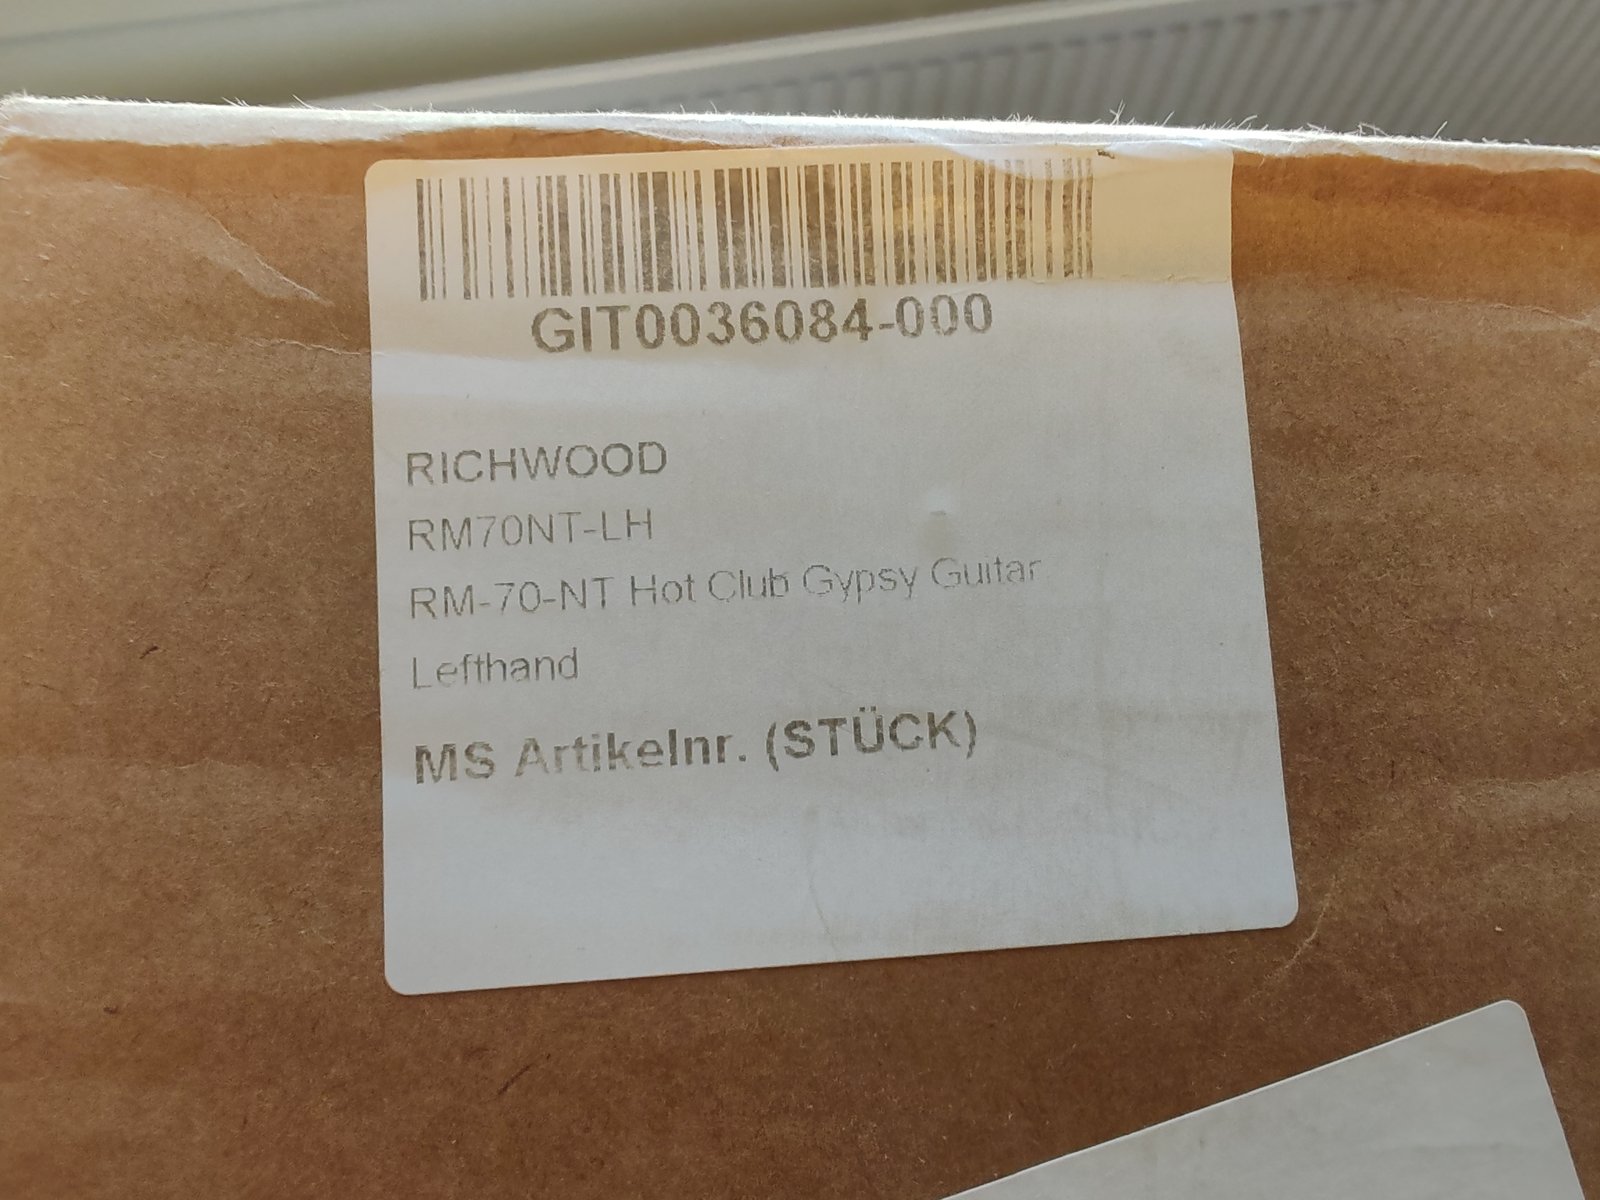 GIT0036084-000
RICHWOOD
RM70NT-LH
RM-70-NT Hot Club Gypsy Guitar
Lefthand
MS Artikelnr. (STÜCK)